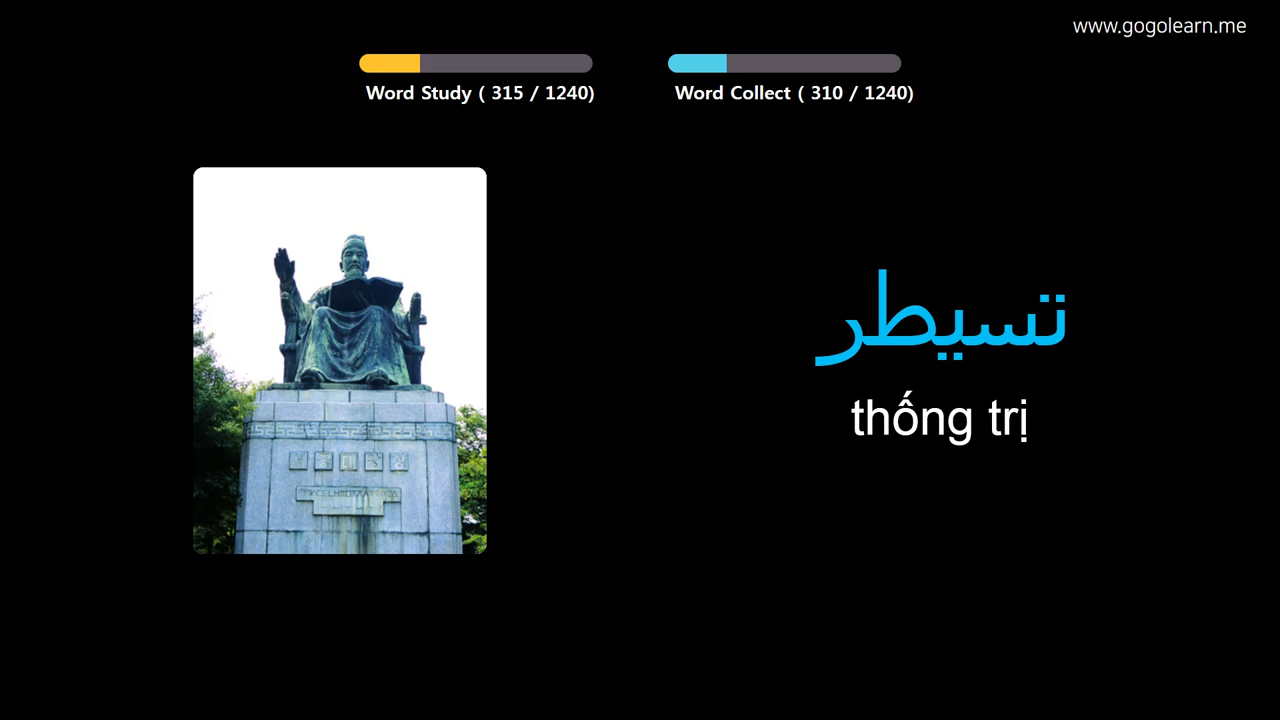 www.gogolearn.me
Word Study ( 315 / 1240)
Word Collect ( 310 / 1240)
تسيطر
thống trị